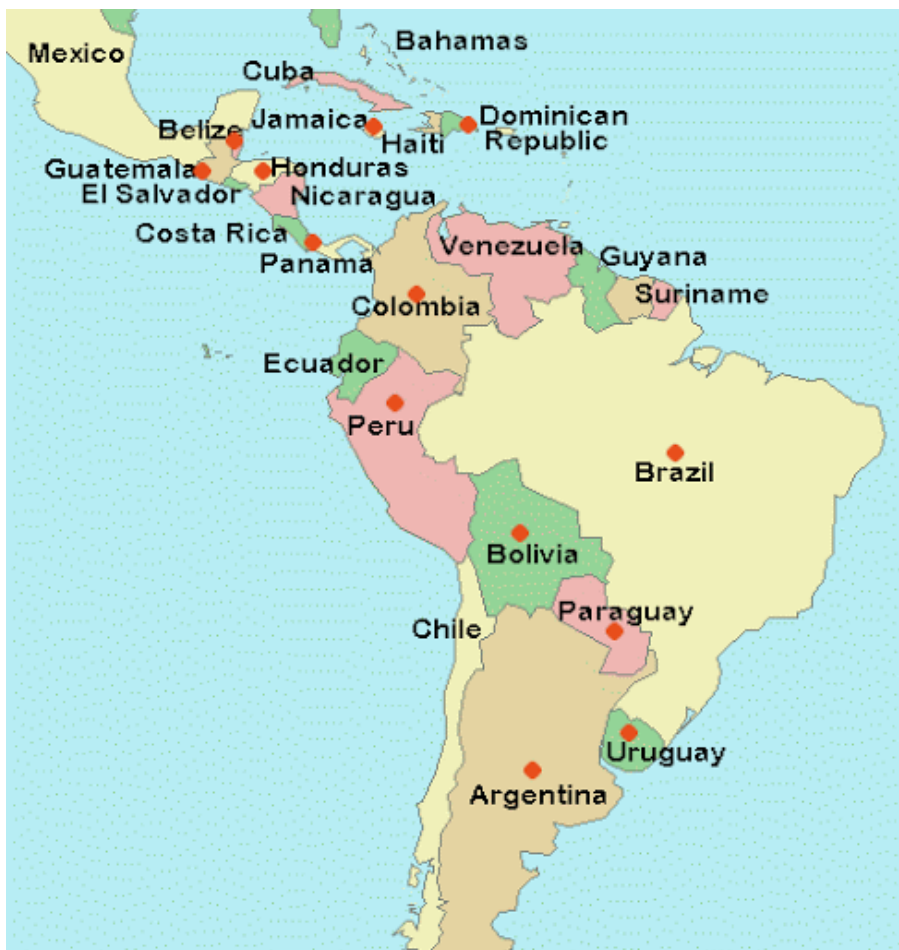 Bahamas
Mexico
Cuba
Jamaica
Dominican
Republic
Belize
Haiti
Guatemala
Honduras
El Salvador
Nicaragua
Costa Rica
Panama
Venezuela
Guyana
Suriname
Colombia
Ecuador
Peru
Brazil
Bolivia
Paraguay
Chile
Uruguay
Argentina